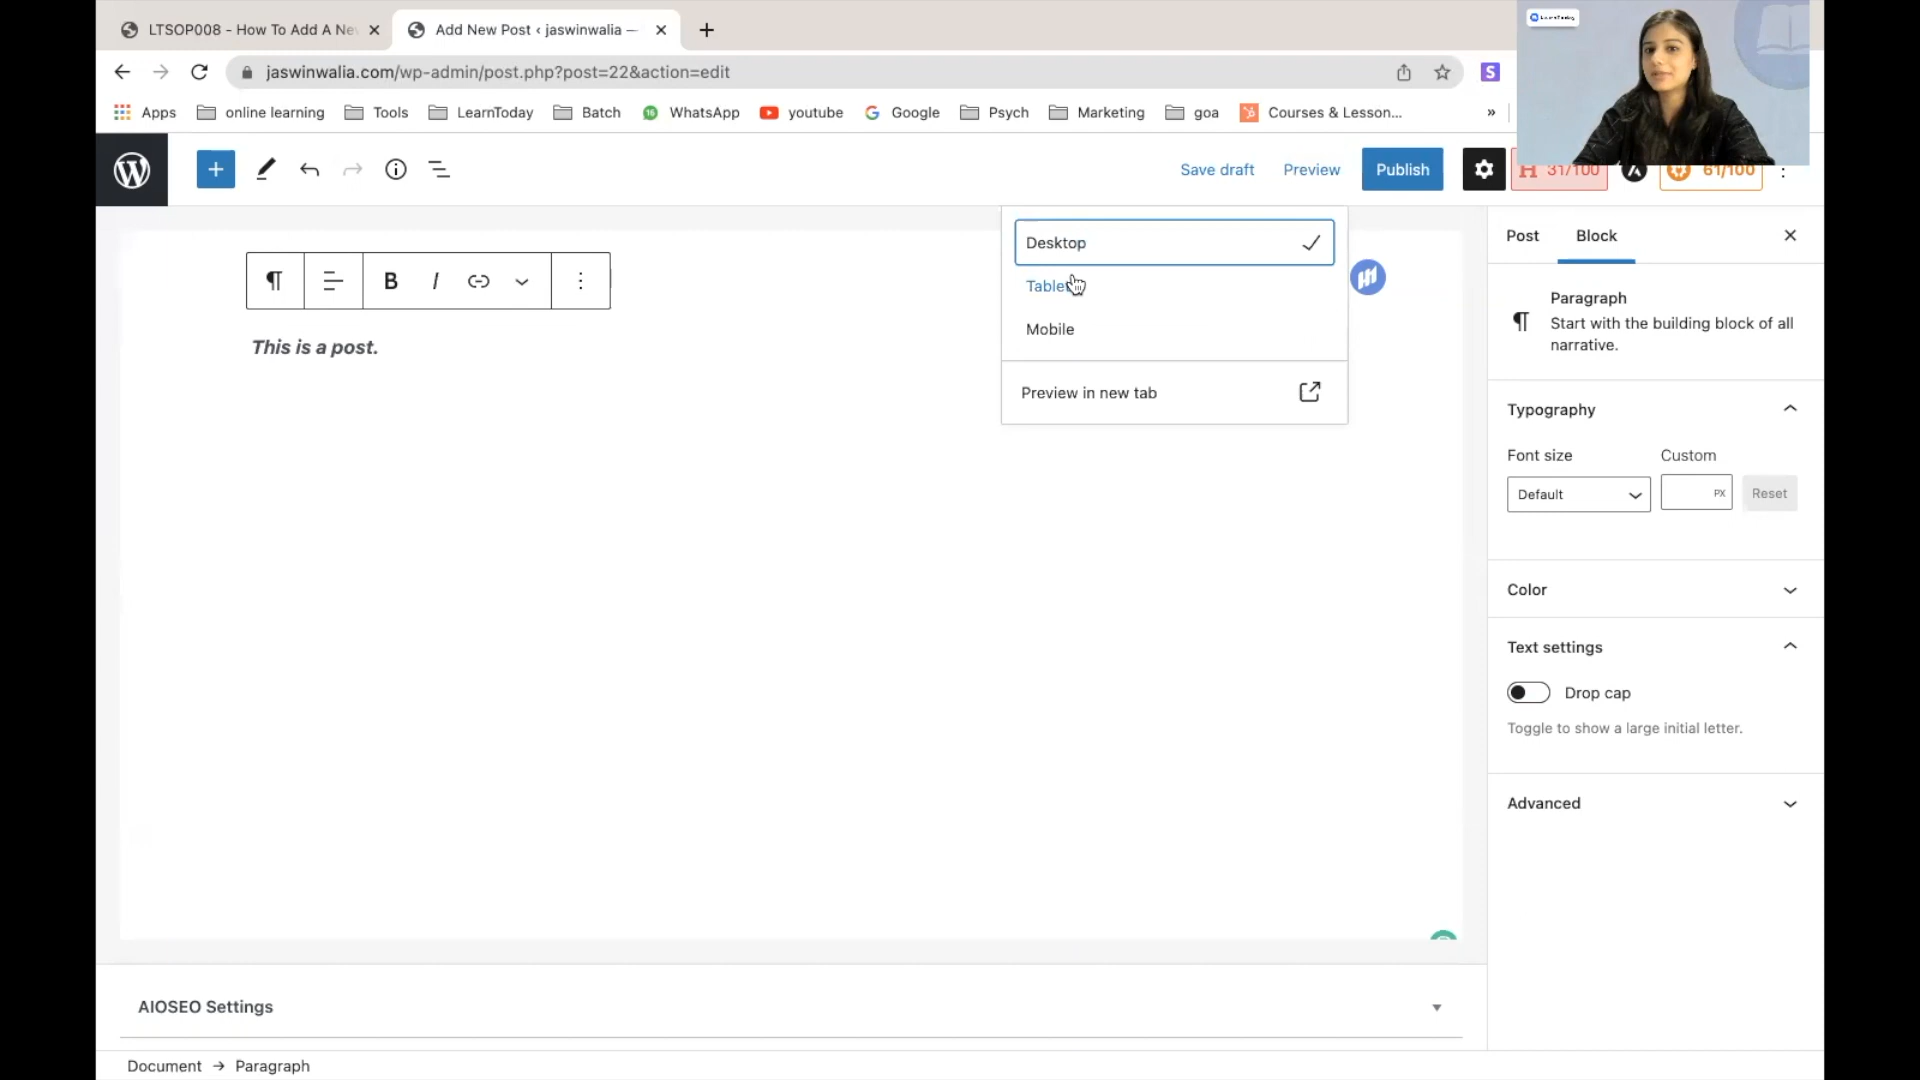 LTSOP008 - How To Add A Nev
Add New Post ‹ jaswinwalia —
jaswinwalia.com/wp-admin/post.php?post=22&action=edit
S
Apps
online learning
Tools
LearnToday
Batch
WhatsApp
youtube
Google
Psych
Marketing
goa
Courses & Lesson...
»
Save draft
Preview
Publish
H 31/100
61/100
Desktop
Tablet
Mobile
Preview in new tab
B
I
This is a post.
Post
Block
Paragraph
Start with the building block of all
narrative.
Typography
Font size
Custom
Default
PX
Reset
Color
Text settings
Drop cap
Toggle to show a large initial letter.
Advanced
AIOSEO Settings
Document → Paragraph